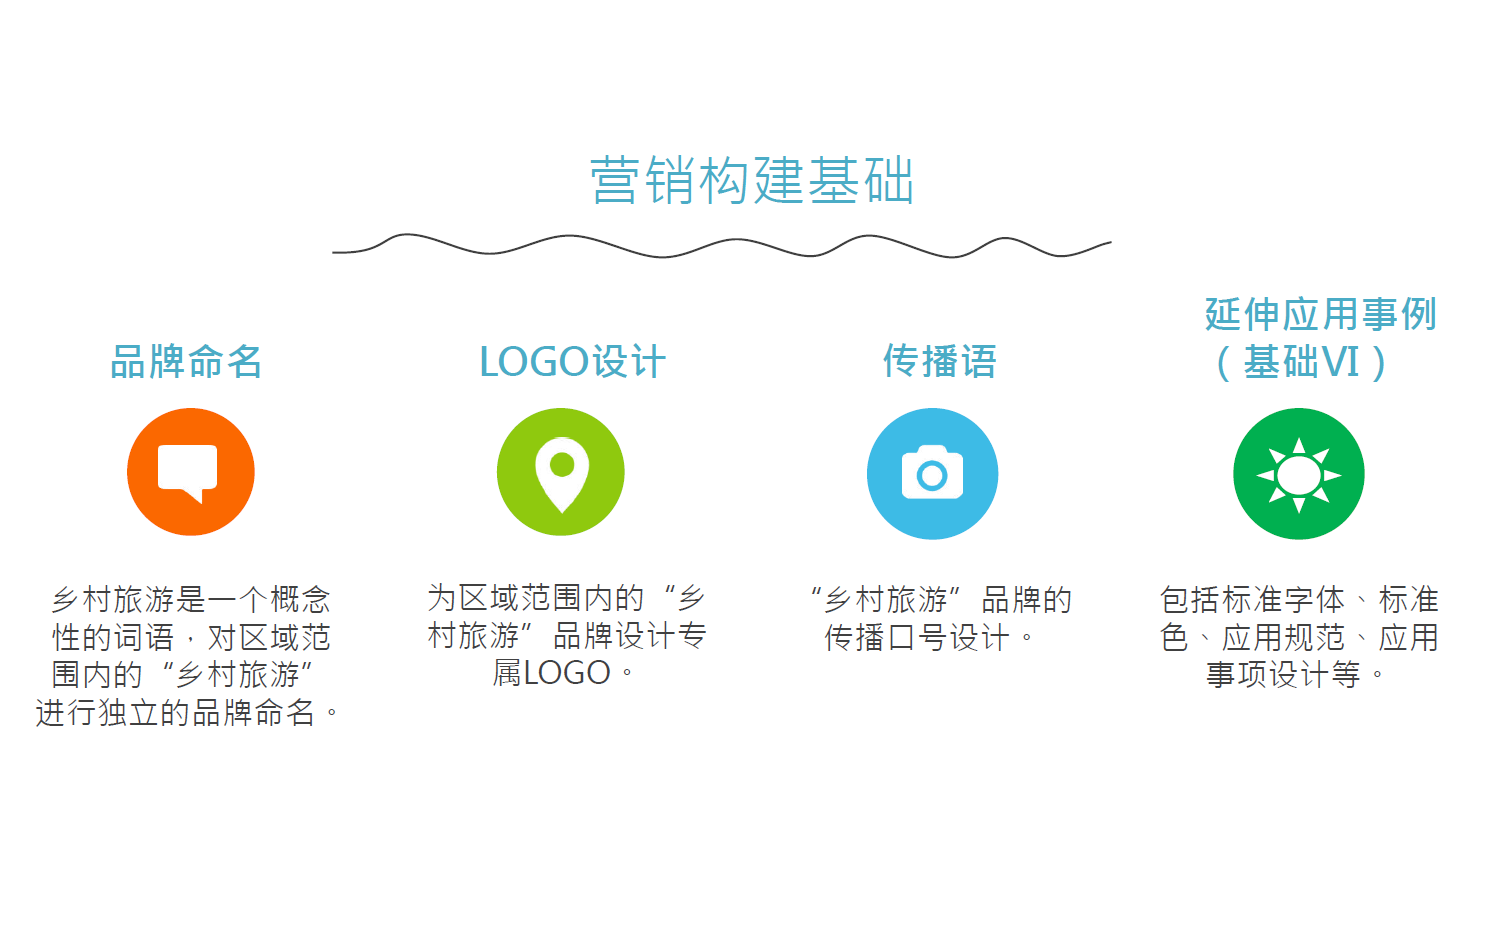 营销构建基础
品牌命名
乡村旅游是一个概念
性的词语，对区域范
围内的“乡村旅游”
进行独立的品牌命名。
LOGO设计
为区域范围内的“乡
村旅游”品牌设计专
属LOGO。
传播语
“乡村旅游”品牌的
传播口号设计。
延伸应用事例
（基础VI）
包括标准字体、标准
色、应用规范、应用
事项设计等。